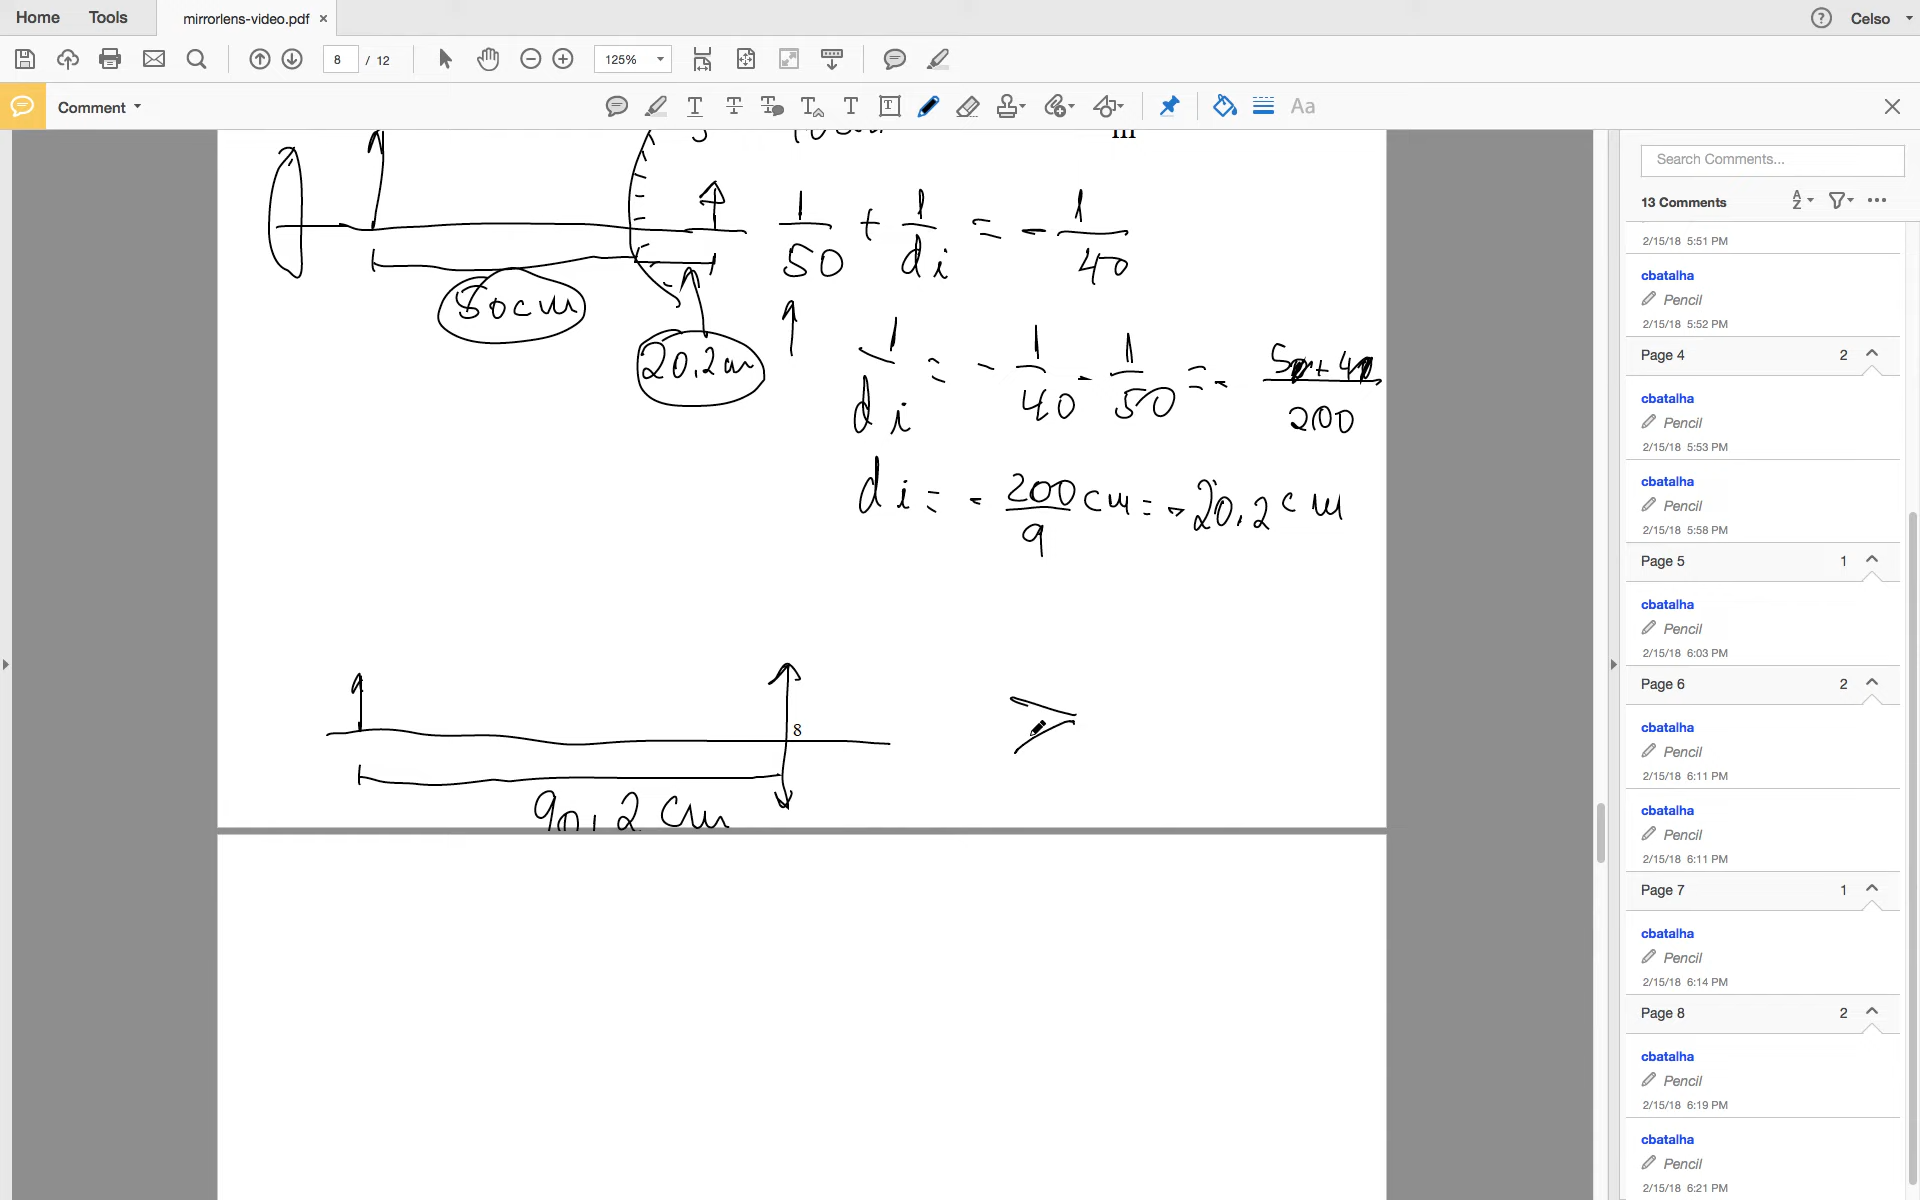 Home Tools mirrorlens-video.pdf × Celso
8 / 12 125%
Comment Aa
m
1/50 + 1/di = - 1/40
50cm
20.2cm
1/di = - 1/40 - 1/50 = - 5+4/200
di = - 200/9 cm = -20.2cm
8
90.2 cm
Search Comments...
13 Comments
2/15/18 5:51 PM
cbatalha
Pencil
2/15/18 5:52 PM
Page 4 2
cbatalha
Pencil
2/15/18 5:53 PM
cbatalha
Pencil
2/15/18 5:58 PM
Page 5 1
cbatalha
Pencil
2/15/18 6:03 PM
Page 6 2
cbatalha
Pencil
2/15/18 6:11 PM
cbatalha
Pencil
2/15/18 6:11 PM
Page 7 1
cbatalha
Pencil
2/15/18 6:14 PM
Page 8 2
cbatalha
Pencil
2/15/18 6:19 PM
cbatalha
Pencil
2/15/18 6:21 PM